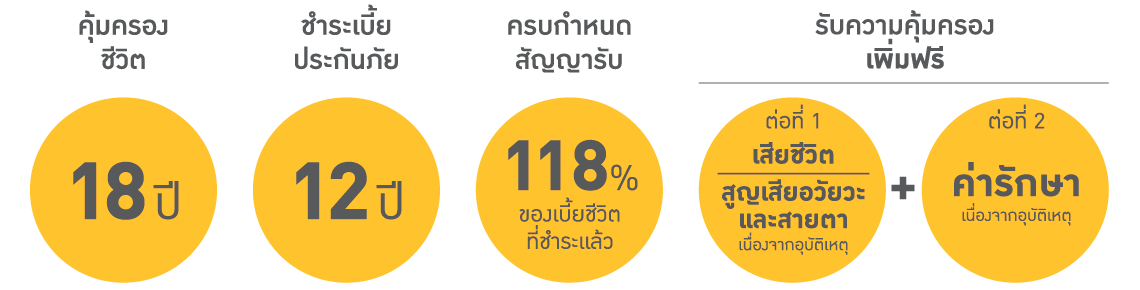 คุ้มครอง
ชีวิต
18 ปี
ชำระเบี้ย
ประกันภัย
12 ปี
ครบกำหนด
สัญญารับ
118%
ของเบี้ยชีวิต
ที่ชำระแล้ว
รับความคุ้มครอง
เพิ่มฟรี
ต่อที่ 1
เสียชีวิต
สูญเสียอวัยวะ
และสายตา
เนื่องจากอุบัติเหตุ
+
ต่อที่ 2
ค่ารักษา
เนื่องจากอุบัติเหตุ